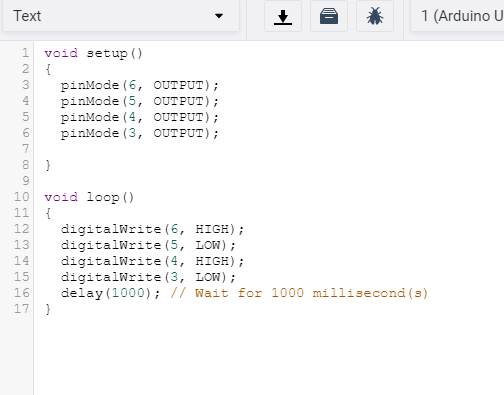 Text
1 (Arduino U
1 void setup()
2 {
3   pinMode(6, OUTPUT);
4   pinMode(5, OUTPUT);
5   pinMode(4, OUTPUT);
6   pinMode(3, OUTPUT);
7
8 }
9
10 void loop()
11 {
12   digitalWrite(6, HIGH);
13   digitalWrite(5, LOW);
14   digitalWrite(4, HIGH);
15   digitalWrite(3, LOW);
16   delay(1000); // Wait for 1000 millisecond(s)
17 }